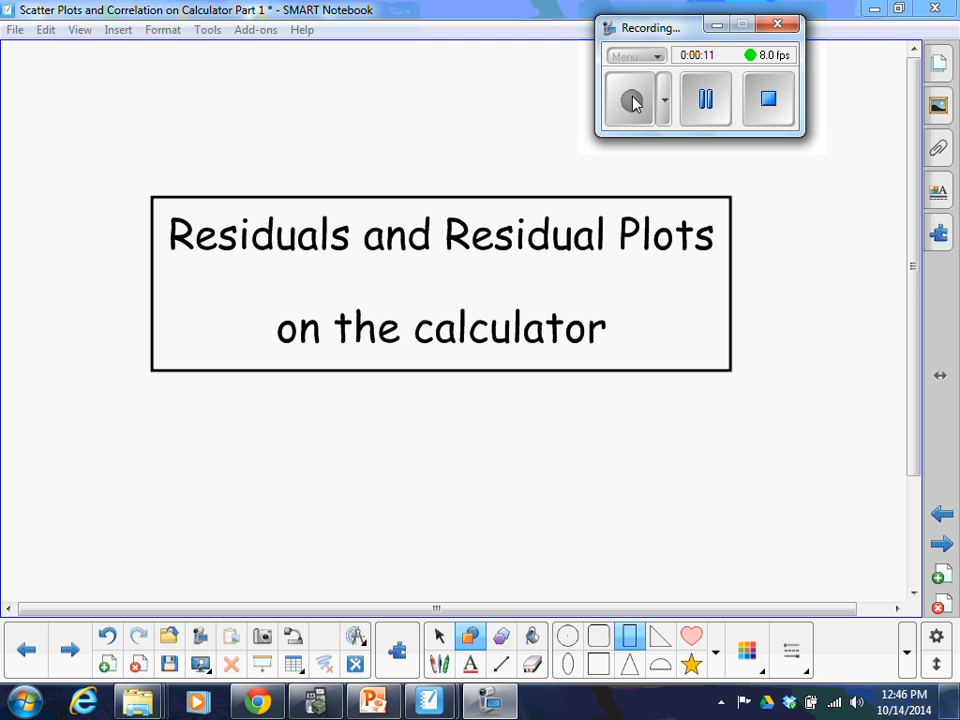 Scatter Plots and Correlation on Calculator Part 1 * - SMART Notebook
File Edit View Insert Format Tools Add-ons Help
Recording...
Menu 0:00:11 8.0 fps
Residuals and Residual Plots
on the calculator
12:46 PM
10/14/2014